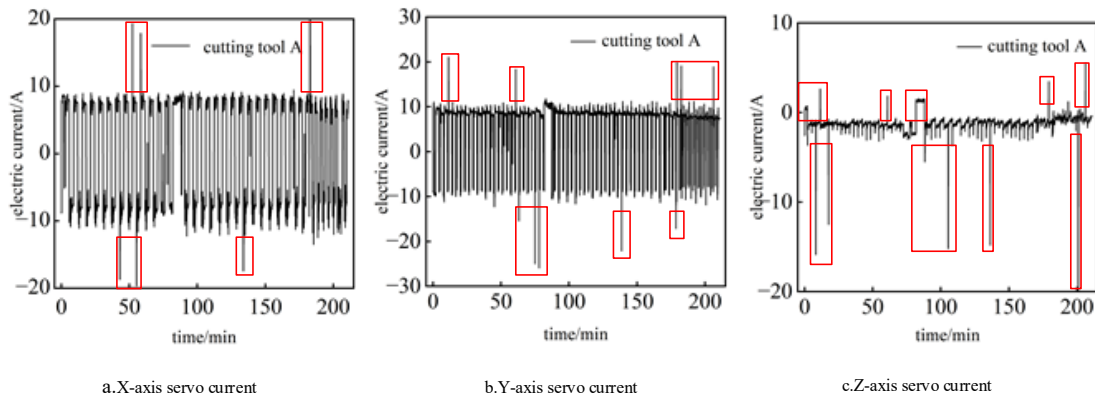 20
10
0
−10
−20
electric current/A
cutting tool A
0 50 100 150 200
time/min
a.X-axis servo current
30
20
10
0
−10
−20
−30
electric current/A
cutting tool A
0 50 100 150 200
time/min
b.Y-axis servo current
10
0
−10
−20
electric current/A
cutting tool A
0 50 100 150 200
time/min
c.Z-axis servo current